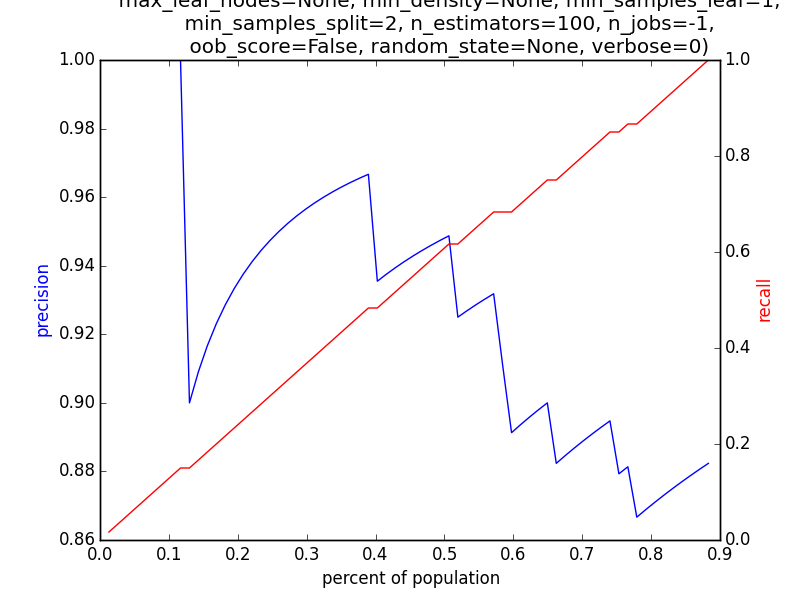 max_leaf_nodes=None, min_density=None, min_samples_leaf=1,
min_samples_split=2, n_estimators=100, n_jobs=-1,
oob_score=False, random_state=None, verbose=0)
1.00
0.98
0.96
0.94
0.92
0.90
0.88
0.86
precision
1.0
0.8
0.6
0.4
0.2
0.0
recall
0.0 0.1 0.2 0.3 0.4 0.5 0.6 0.7 0.8 0.9
percent of population